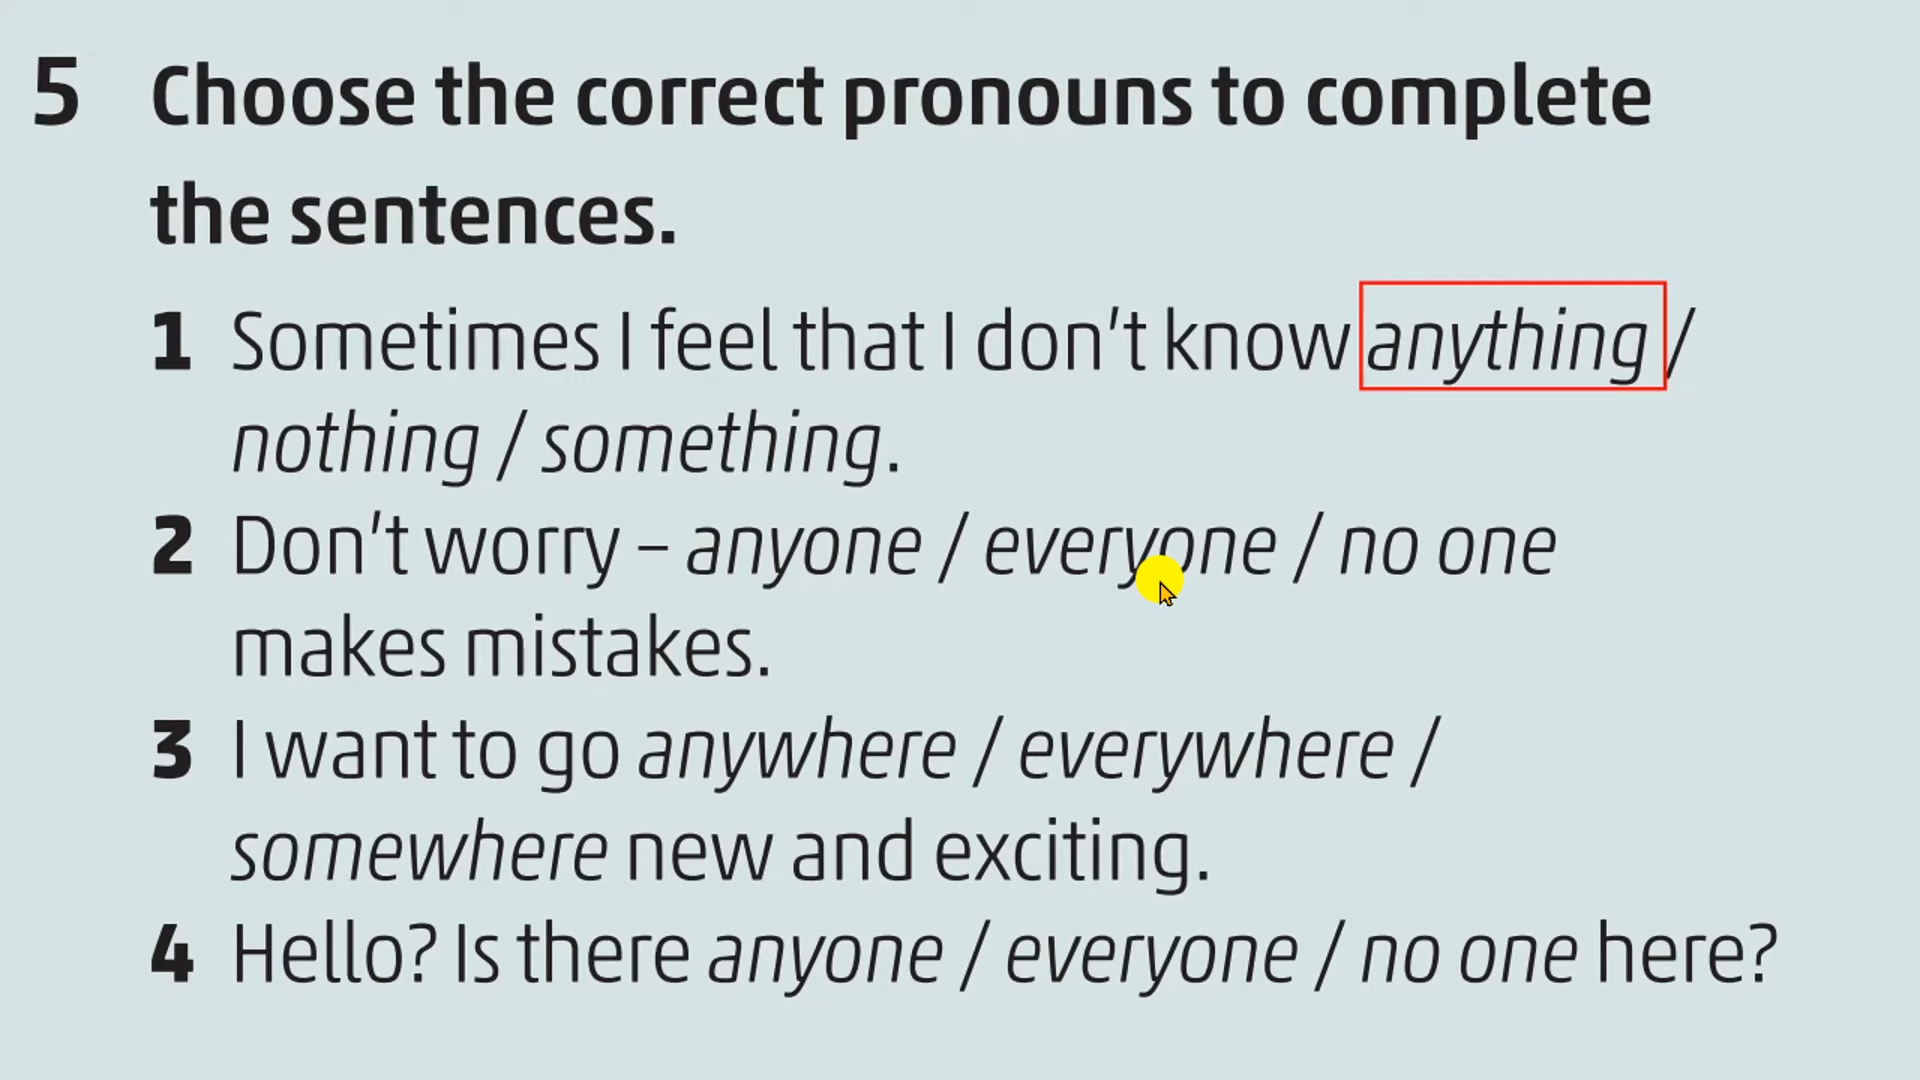 5 Choose the correct pronouns to complete
the sentences.
1 Sometimes I feel that I don't know anything /
nothing / something.
2 Don't worry – anyone / everyone / no one
makes mistakes.
3 I want to go anywhere / everywhere /
somewhere new and exciting.
4 Hello? Is there anyone / everyone / no one here?